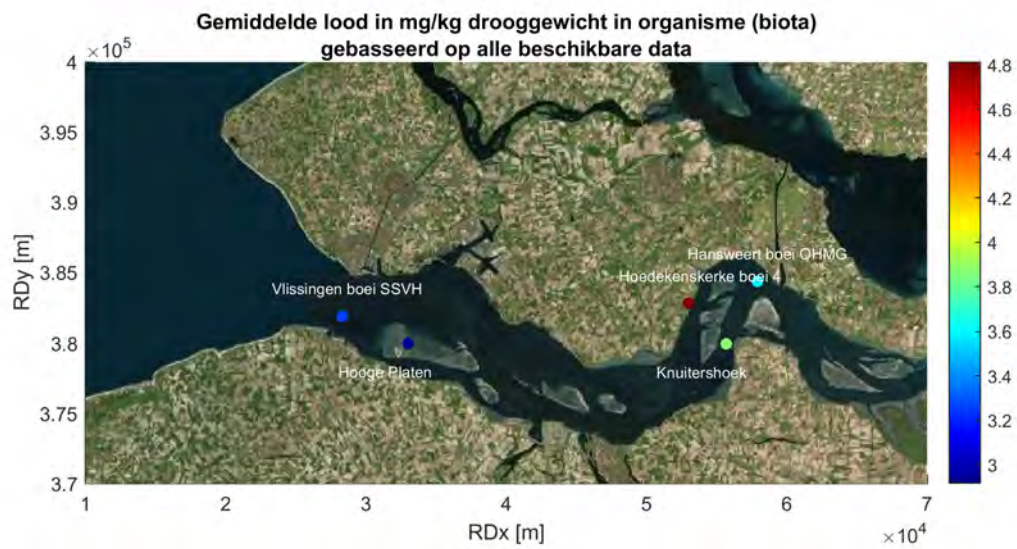 Gemiddelde lood in mg/kg drooggewicht in organisme (biota)
gebasseerd op alle beschikbare data
×10⁵
4
3.95
3.9
3.85
3.8
3.75
3.7
RDy [m]
Vlissingen boei SSVH
Hooge Platen
Hansweert boei OHMG
Hoedekenskerke boei 4
Knuitershoek
1
2
3
4
5
6
7
RDx [m]
×10⁴
4.8
4.6
4.4
4.2
4
3.8
3.6
3.4
3.2
3